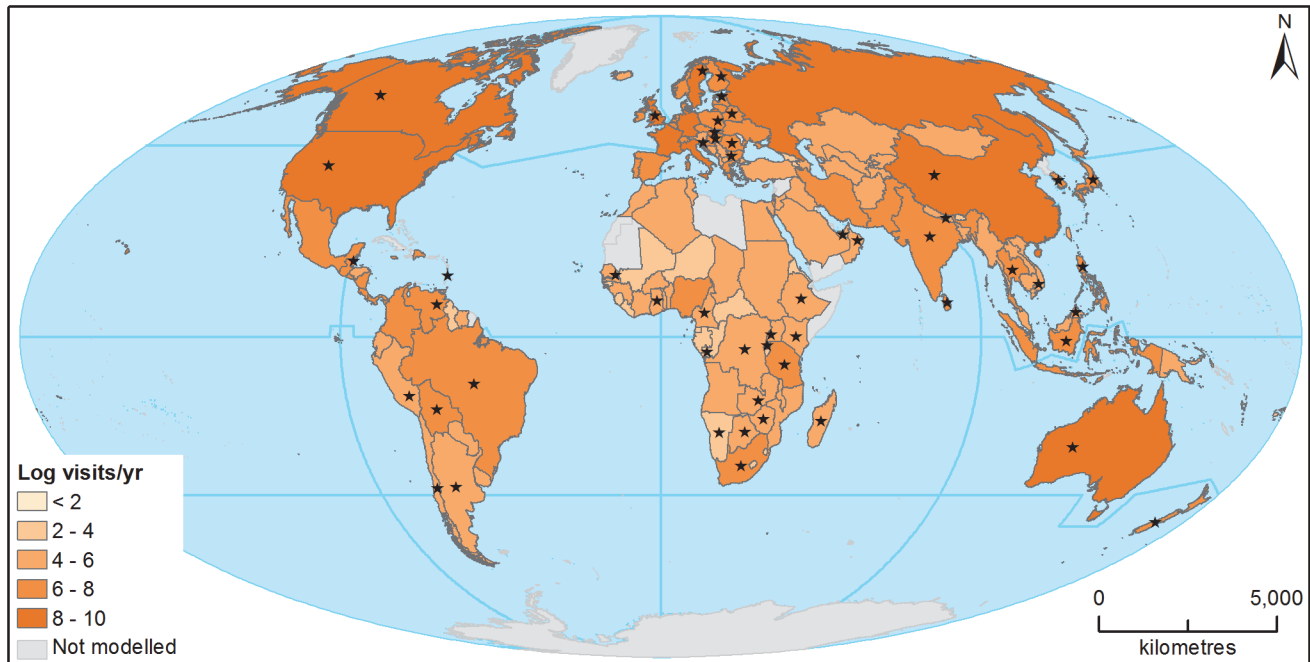 N
Log visits/yr
< 2
2 - 4
4 - 6
6 - 8
8 - 10
Not modelled
0 5,000
kilometres